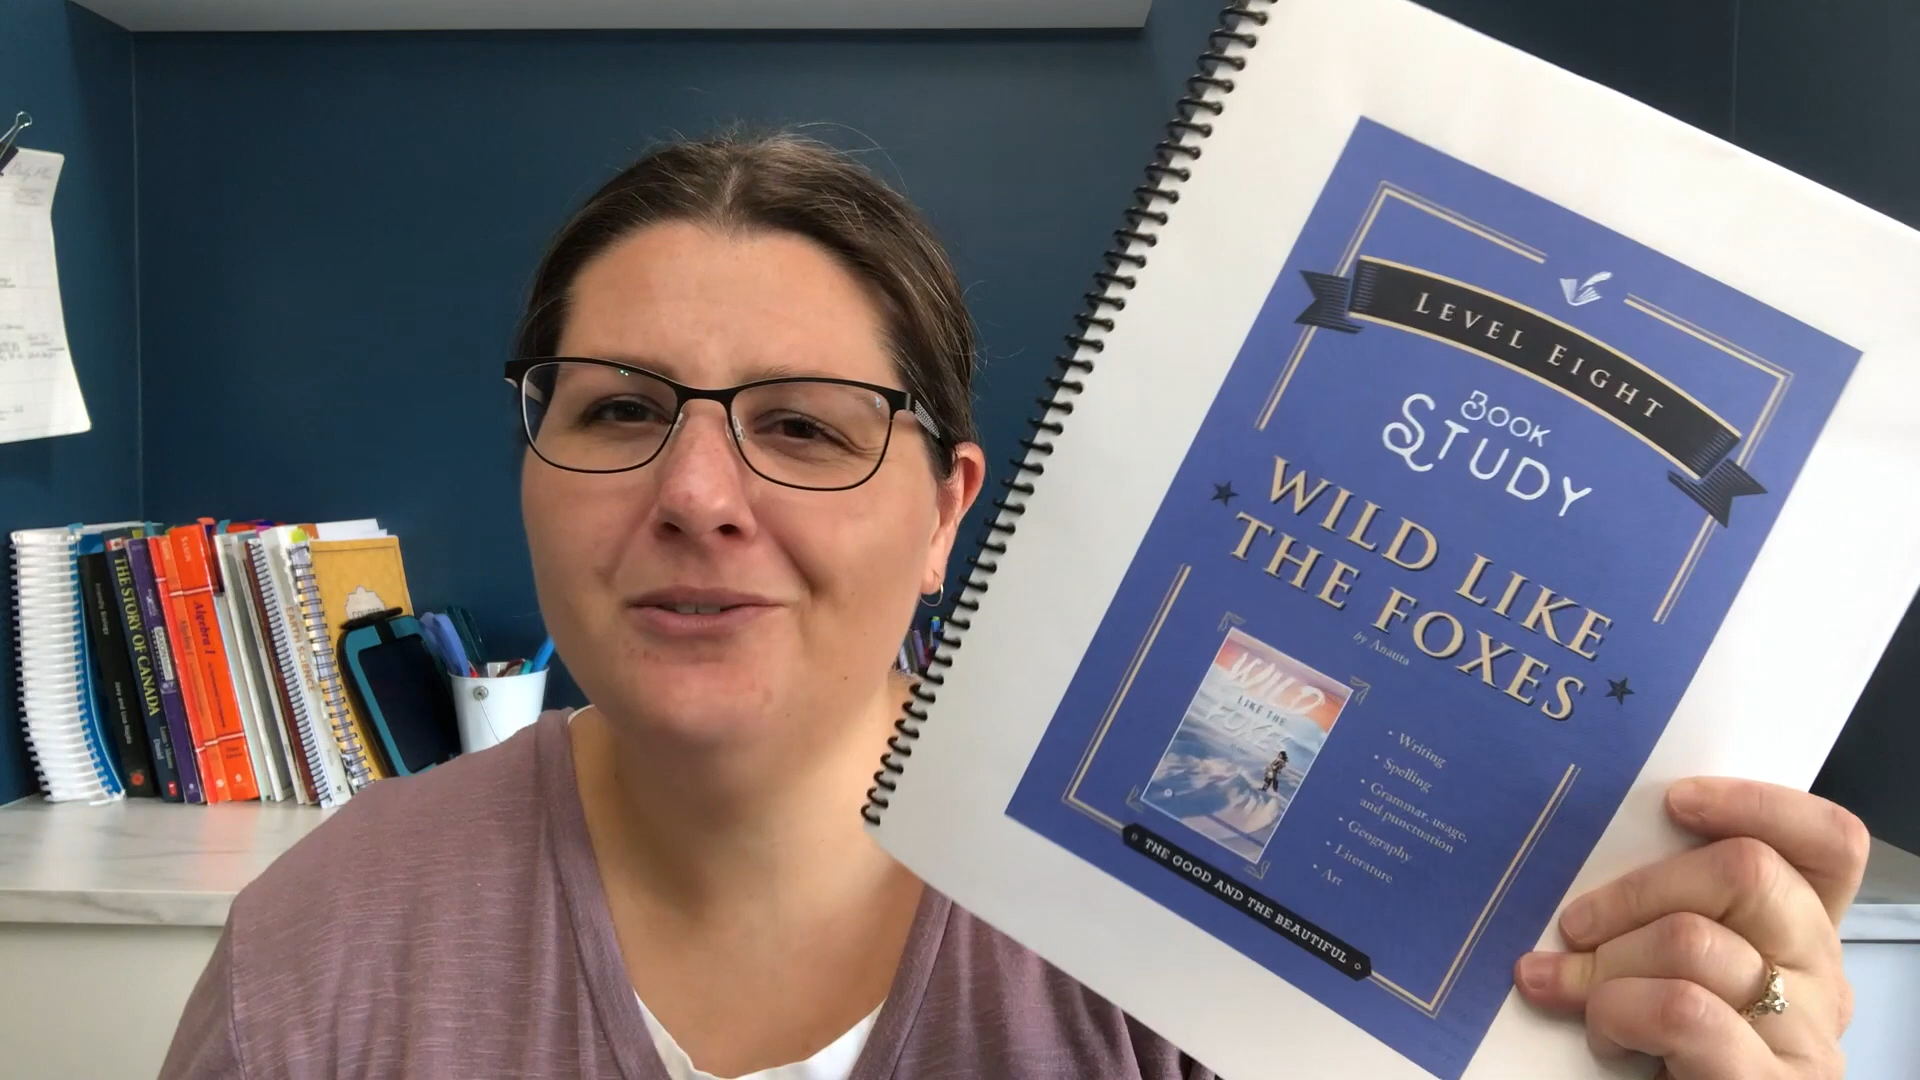 LEVEL EIGHT
BOOK
STUDY
WILD LIKE
THE FOXES
by Anauta
WILD
LIKE THE
FOXES
• Writing
• Spelling
• Grammar, usage,
and punctuation
• Geography
• Literature
• Art
THE GOOD AND THE BEAUTIFUL
THE STORY OF CANADA
SAXON
Algebra 1
EARTH SCIENCE